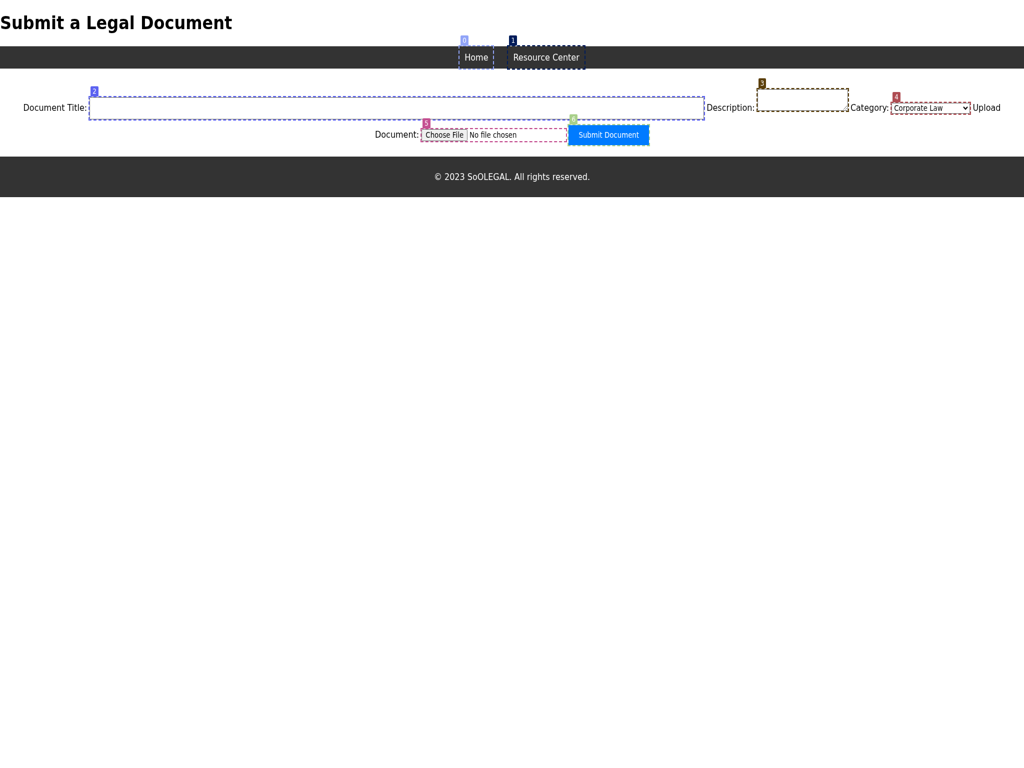 Submit a Legal Document
0 1
Home Resource Center
2 3 4
Document Title: Description: Category: Corporate Law Upload
5 6
Document: Choose File No file chosen Submit Document
© 2023 SoOLEGAL. All rights reserved.